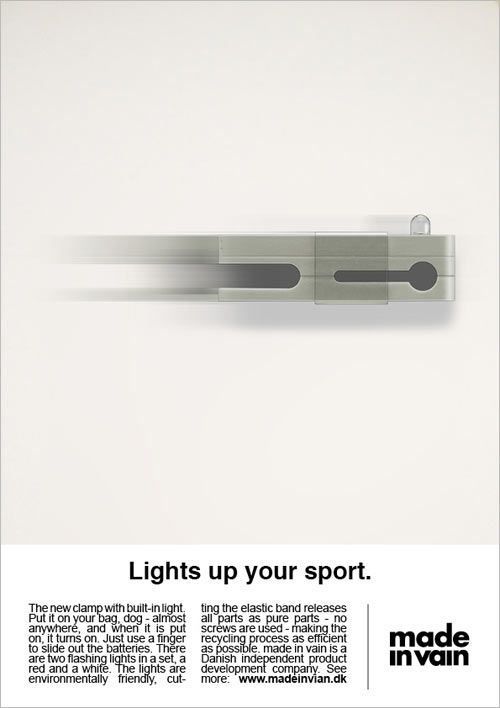 Lights up your sport.
The new clamp with built-in light.
Put it on your bag, dog - almost
anywhere, and when it is put
on, it turns on. Just use a finger
to slide out the batteries. There
are two flashing lights in a set, a
red and a white. The lights are
environmentally friendly, cut-
ting the elastic band releases
all parts as pure parts - no
screws are used - making the
recycling process as efficient
as possible. made in vain is a
Danish independent product
development company. See
more: www.madeinvian.dk
made
in vain